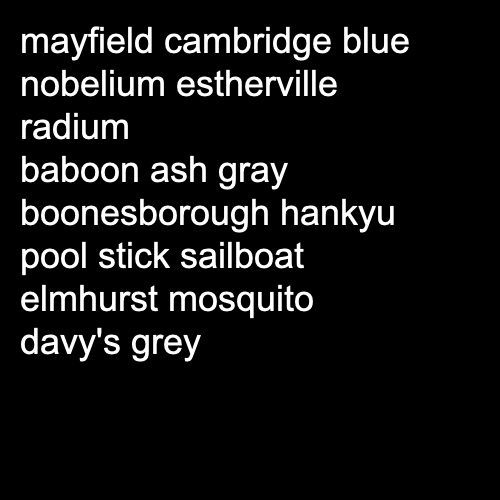 mayfield cambridge blue
nobelium estherville
radium
baboon ash gray
boonesborough hankyu
pool stick sailboat
elmhurst mosquito
davy's grey